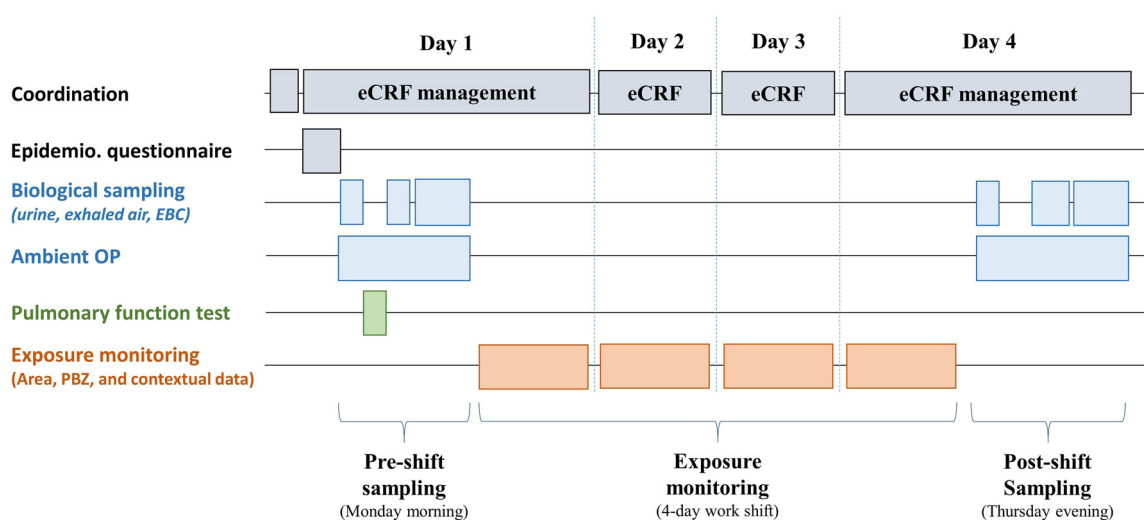 Day 1
Day 2
Day 3
Day 4
Coordination
eCRF management
eCRF
eCRF
eCRF management
Epidemio. questionnaire
Biological sampling
(urine, exhaled air, EBC)
Ambient OP
Pulmonary function test
Exposure monitoring
(Area, PBZ, and contextual data)
Pre-shift
sampling
(Monday morning)
Exposure
monitoring
(4-day work shift)
Post-shift
Sampling
(Thursday evening)